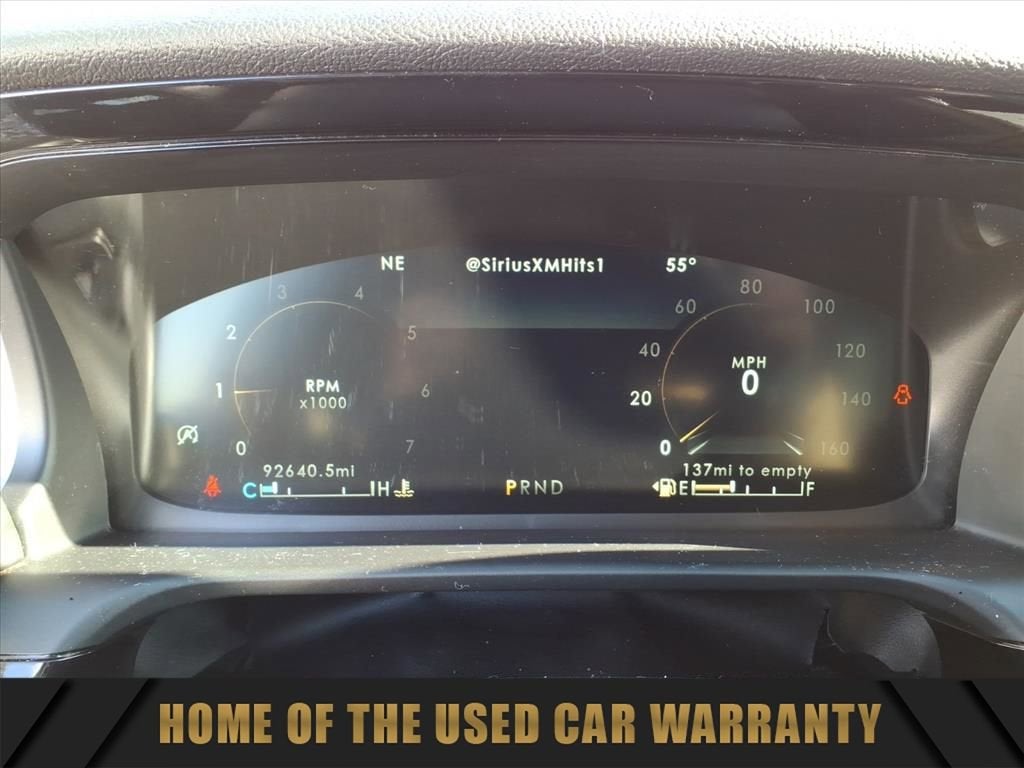 NE @SiriusXMHits1 55°
3 4 60 80 100
2 5 40 120
1 RPM 6 20 MPH 140
x1000 0
0 7 0 160
92640.5mi 137mi to empty
C H PRND E F
HOME OF THE USED CAR WARRANTY